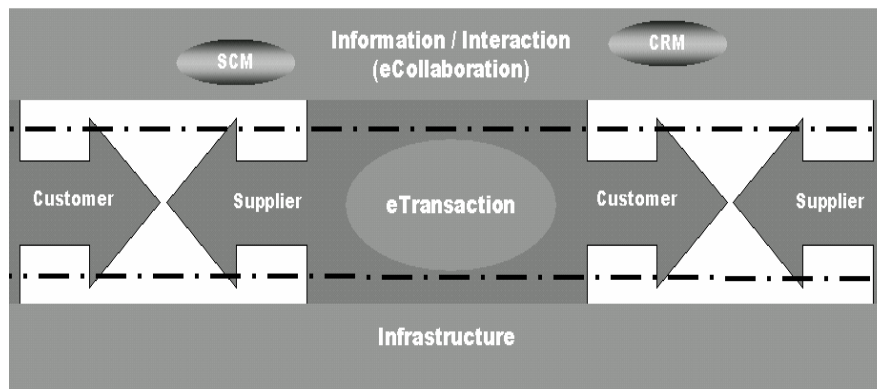 Information / Interaction
(eCollaboration)
SCM
CRM
Customer
Supplier
eTransaction
Customer
Supplier
Infrastructure